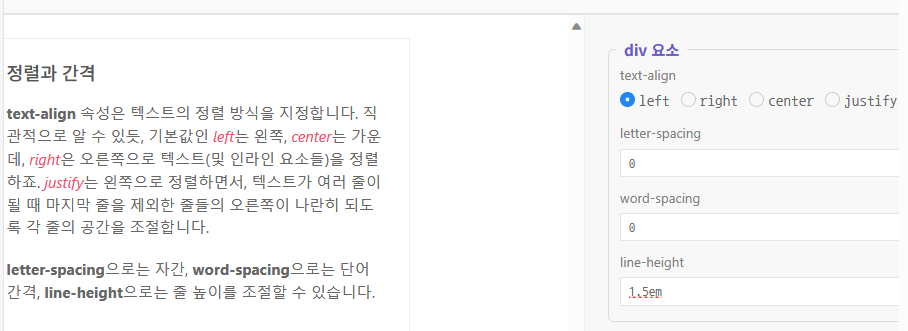 정렬과 간격
text-align 속성은 텍스트의 정렬 방식을 지정합니다. 직
관적으로 알 수 있듯, 기본값인 left는 왼쪽, center는 가운
데, right은 오른쪽으로 텍스트(및 인라인 요소들)을 정렬
하죠. justify는 왼쪽으로 정렬하면서, 텍스트가 여러 줄이
될 때 마지막 줄을 제외한 줄들의 오른쪽이 나란히 되도
록 각 줄의 공간을 조절합니다.
letter-spacing으로는 자간, word-spacing으로는 단어
간격, line-height으로는 줄 높이를 조절할 수 있습니다.
div 요소
text-align
left right center justify
letter-spacing
0
word-spacing
0
line-height
1.5em